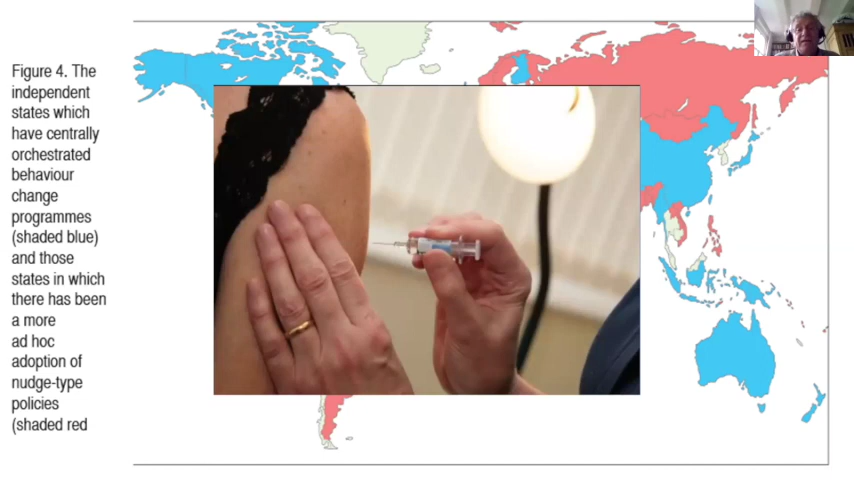 Figure 4. The
independent
states which
have centrally
orchestrated
behaviour
change
programmes
(shaded blue)
and those
states in which
there has been
a more
ad hoc
adoption of
nudge-type
policies
(shaded red